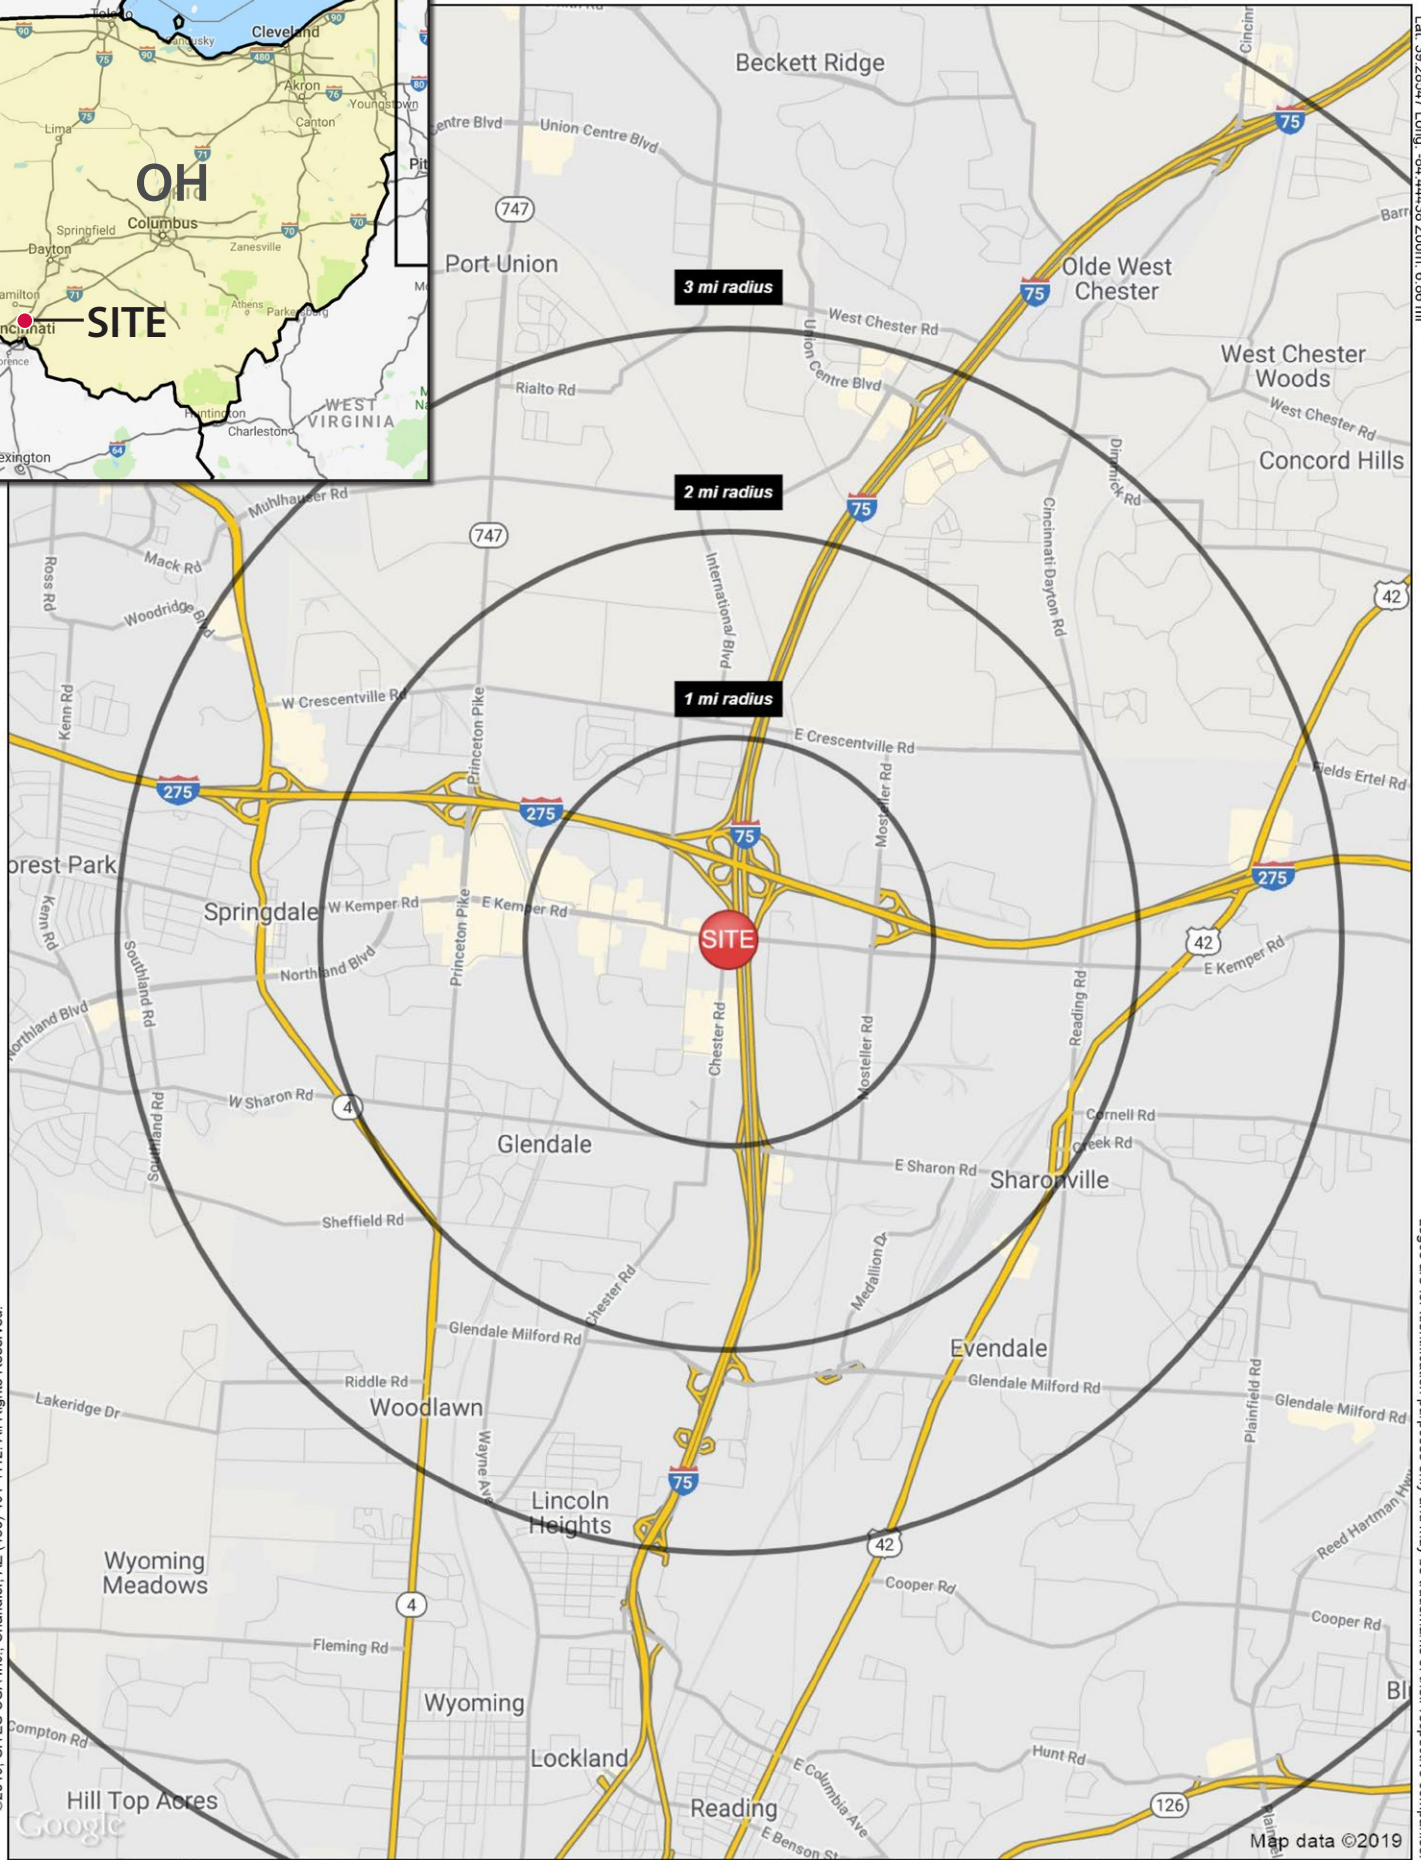 Toledo
Sandusky
Cleveland
90
90
90
75
480
Akron
76
Youngstown
80
Canton
Lima
75
71
OH
OHIO
Columbus
Springfield
70
70
Dayton
Zanesville
71
Athens
Parkersburg
SITE
Huntington
WEST
VIRGINIA
Charleston
64
Beckett Ridge
Union Centre Blvd
75
747
Port Union
75
Olde West
Chester
3 mi radius
West Chester Rd
Union Centre Blvd
West Chester
Woods
West Chester Rd
Rialto Rd
Concord Hills
Dimmick Rd
2 mi radius
Muhlhauser Rd
75
747
Cincinnati Dayton Rd
Mack Rd
Ross Rd
Woodridge Blvd
International Blvd
42
W Crescentville Rd
Kenn Rd
Princeton Pike
1 mi radius
E Crescentville Rd
Mosteller Rd
Fields Ertel Rd
275
275
75
275
Springdale
W Kemper Rd
E Kemper Rd
Kenn Rd
Princeton Pike
SITE
42
E Kemper Rd
Northland Blvd
Southland Rd
Northland Blvd
Reading Rd
Chester Rd
Mosteller Rd
W Sharon Rd
4
Cornell Rd
Creek Rd
Southland Rd
Glendale
E Sharon Rd
Sharonville
Sheffield Rd
Medallion Dr
Chester Rd
Glendale Milford Rd
Evendale
Riddle Rd
Glendale Milford Rd
Glendale Milford Rd
Plainfield Rd
Lakeridge Dr
Woodlawn
Wayne Ave
75
Lincoln
Heights
42
Reed Hartman Hwy
Wyoming
Meadows
4
Cooper Rd
Cooper Rd
Fleming Rd
Wyoming
Compton Rd
Lockland
Hunt Rd
E Columbia Ave
Hill Top Acres
Reading
126
Google
E Benson St
Map data ©2019